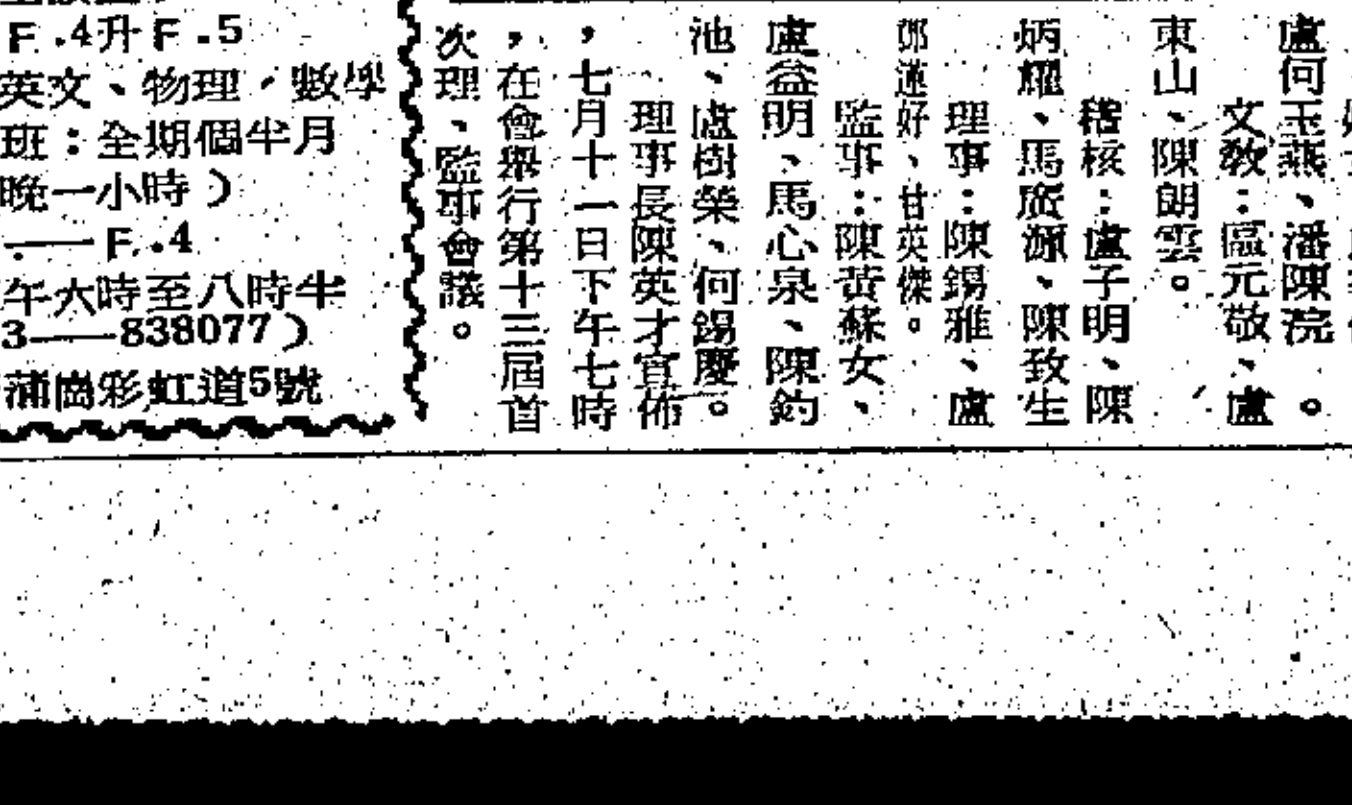 盧何玉燕、潘陳浣。
文教：區元敬、盧
東山、陳朗雲。
稽核：盧子明、陳
炳耀、馬廣源、陳致生
理事：陳錫雅、盧
鄧蓮好、甘英傑。
監事：陳黃蘇女、
盧益明、馬心泉、陳釣
池、盧樹榮、何錫慶。
理事長陳英才宣佈
，七月十一日下午七時
，在會舉行第十三屆首
次理、監事會議。
F.4升F.5
英文、物理，數學
班：全期個半月
晚一小時）
——F.4
午六時至八時半
3——838077）
蒲崗彩虹道5號